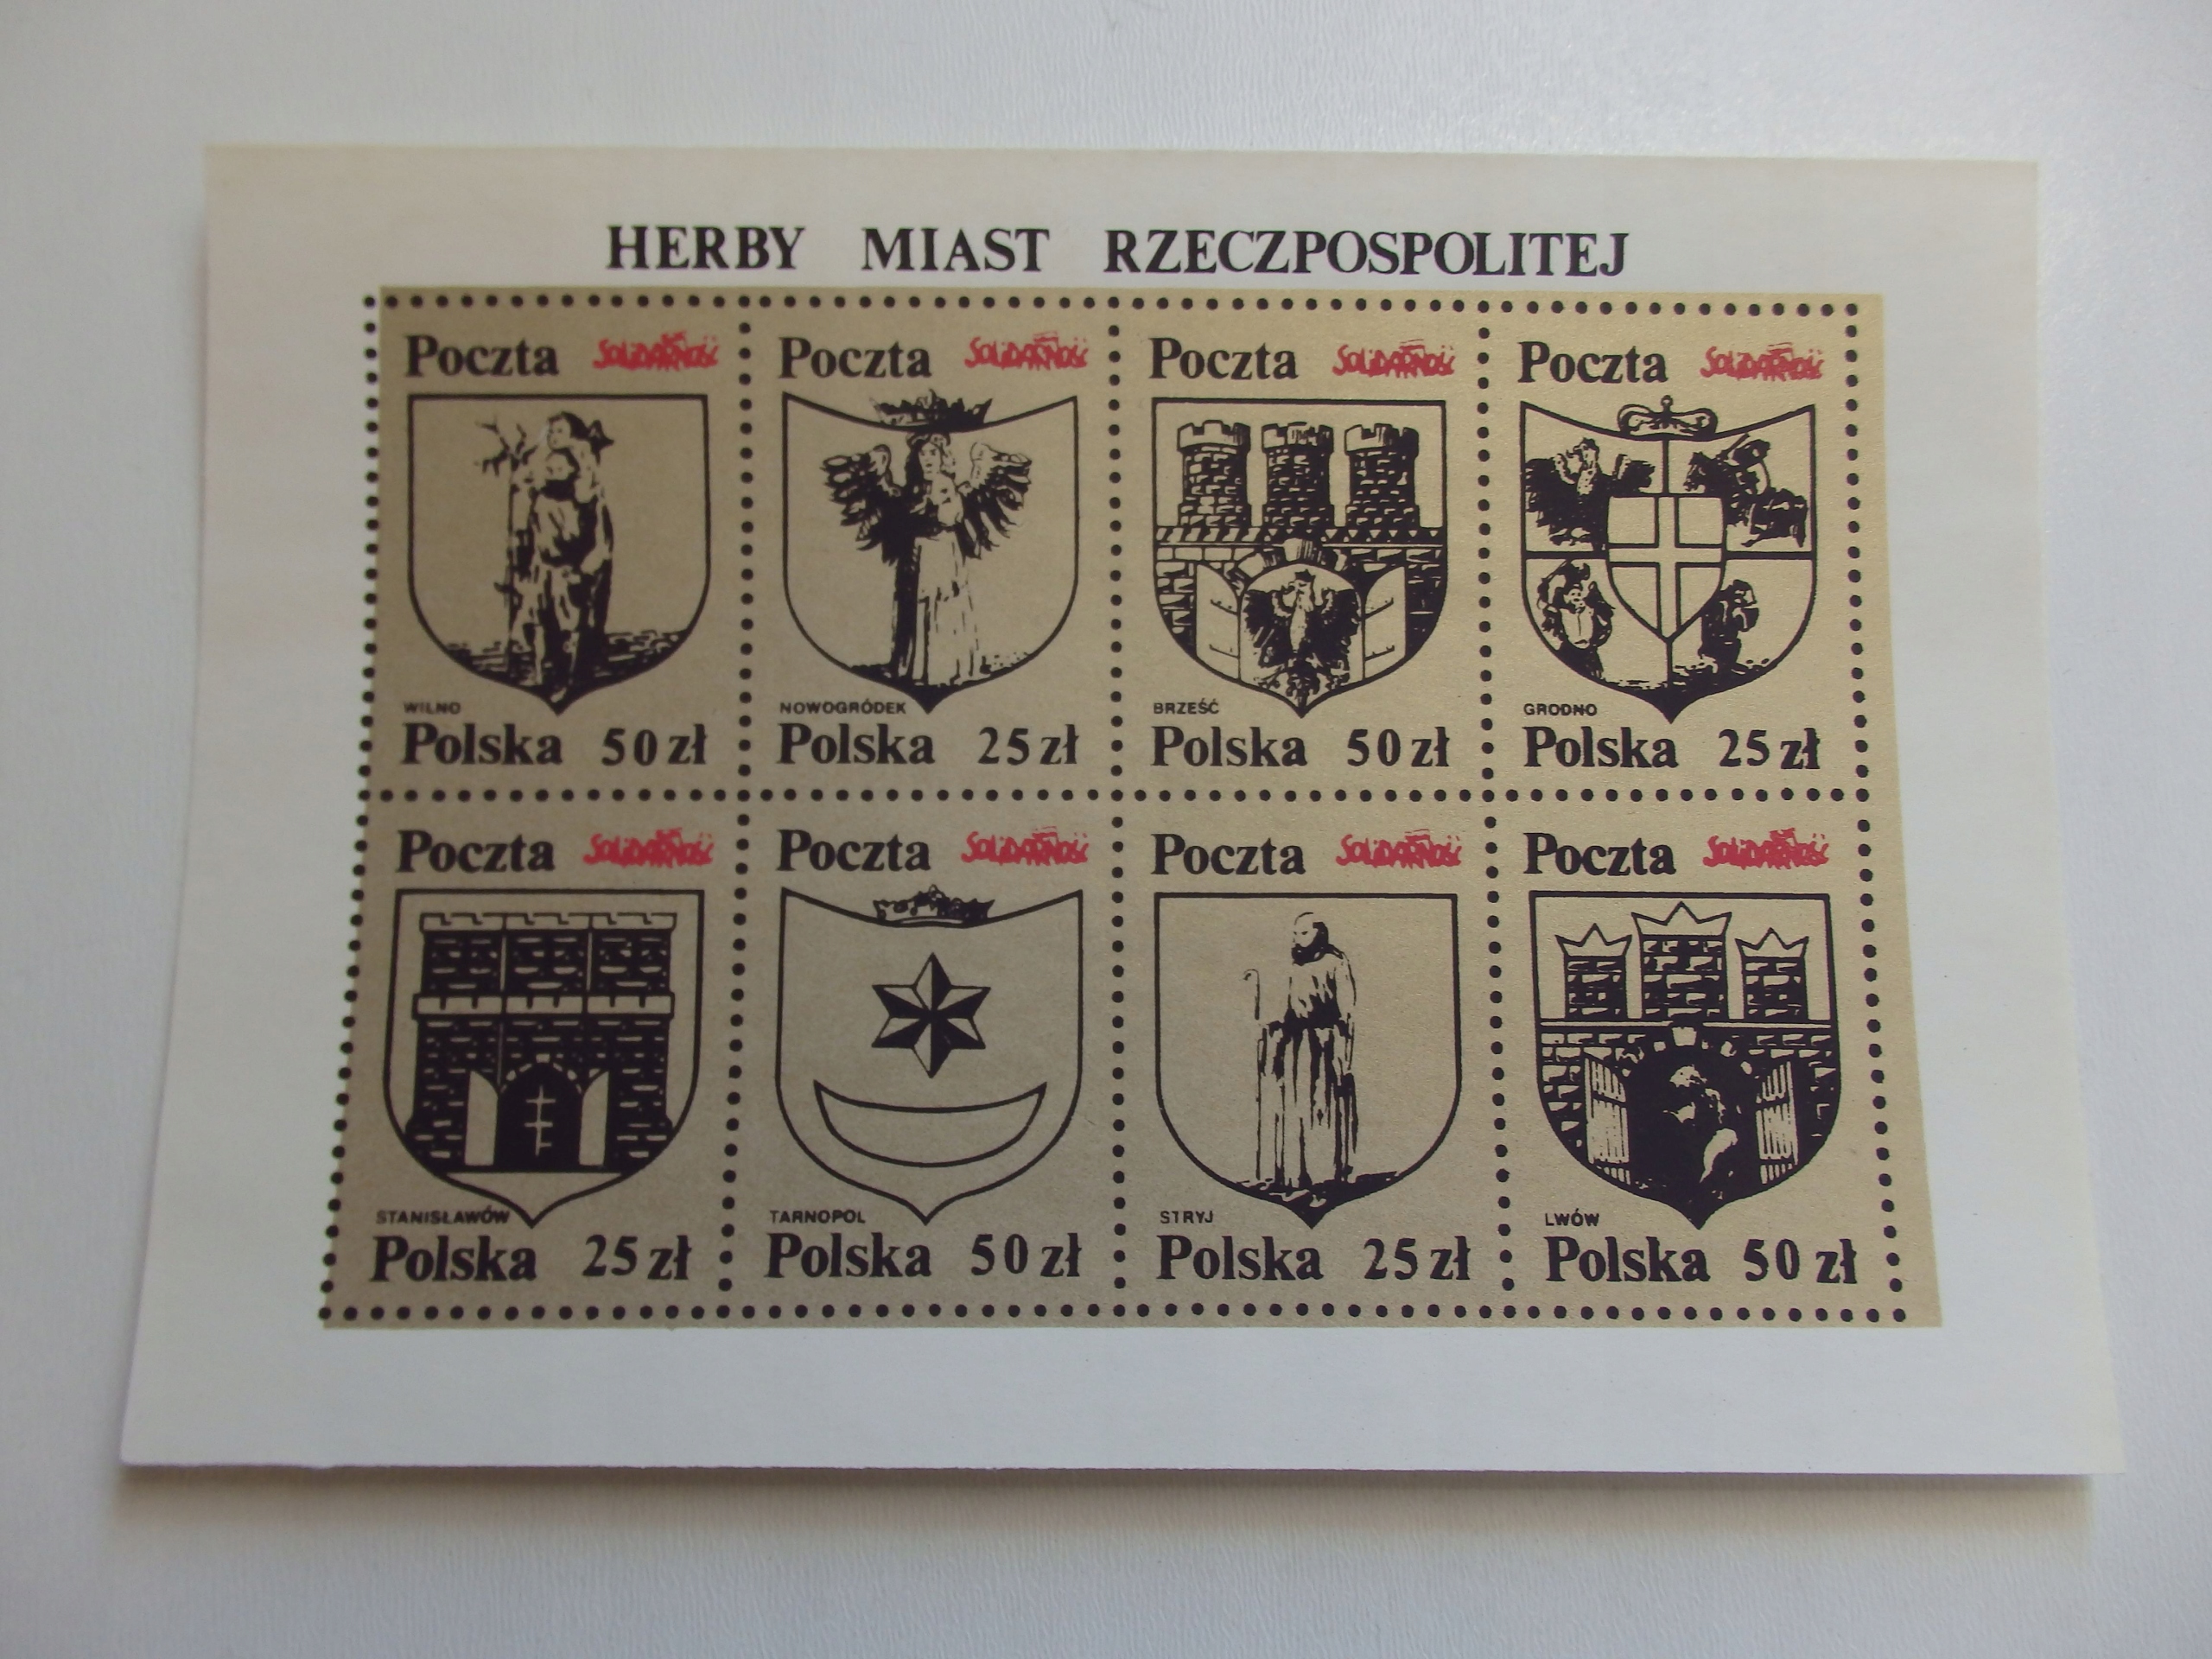 HERBY MIAST RZECZPOSPOLITEJ
Poczta SOLIDARNOŚĆ
WILNO
Polska 50 zł
Poczta SOLIDARNOŚĆ
NOWOGRÓDEK
Polska 25 zł
Poczta SOLIDARNOŚĆ
BRZEŚĆ
Polska 50 zł
Poczta SOLIDARNOŚĆ
GRODNO
Polska 25 zł
Poczta SOLIDARNOŚĆ
STANISŁAWÓW
Polska 25 zł
Poczta SOLIDARNOŚĆ
TARNOPOL
Polska 50 zł
Poczta SOLIDARNOŚĆ
STRYJ
Polska 25 zł
Poczta SOLIDARNOŚĆ
LWÓW
Polska 50 zł